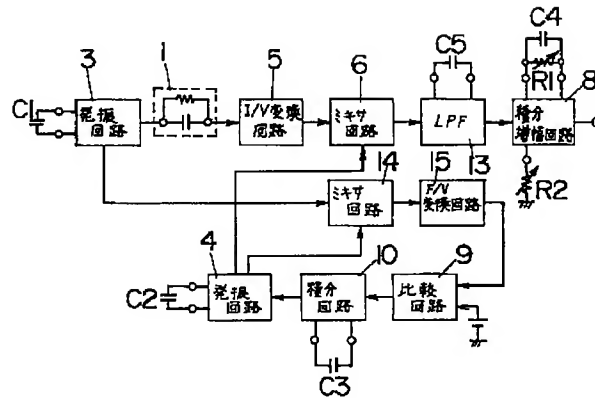 C4
3
1
5
6
C5
R1
8
C1
発振
回路
I/V変換
回路
ミキサ
回路
LPF
積分
増幅回路
14
15
13
ミキサ
回路
F/V
変換回路
R2
4
10
9
C2
発振
回路
積分
回路
比較
回路
C3